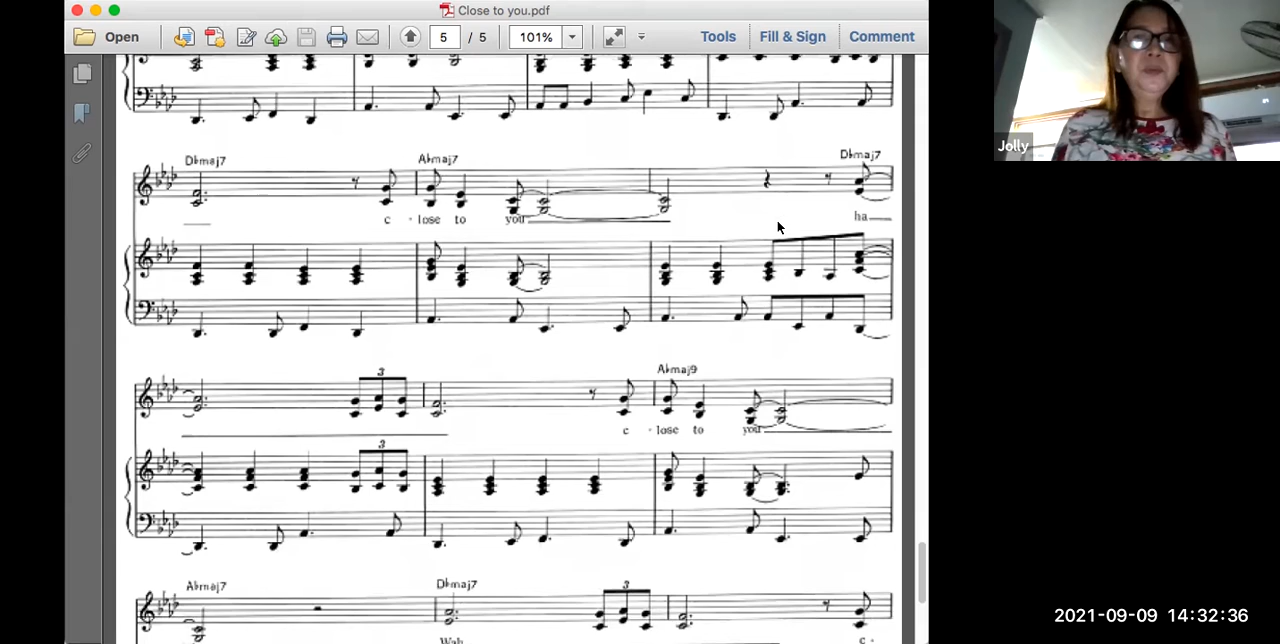 Close to you.pdf
Open
5 / 5
101%
Tools
Fill & Sign
Comment
Jolly
D♭maj7 A♭maj7 D♭maj7
c - lose to you ha
3
A♭maj9
c - lose to you
3
A♭maj7 D♭maj7
3
Wah c -
2021-09-09 14:32:36